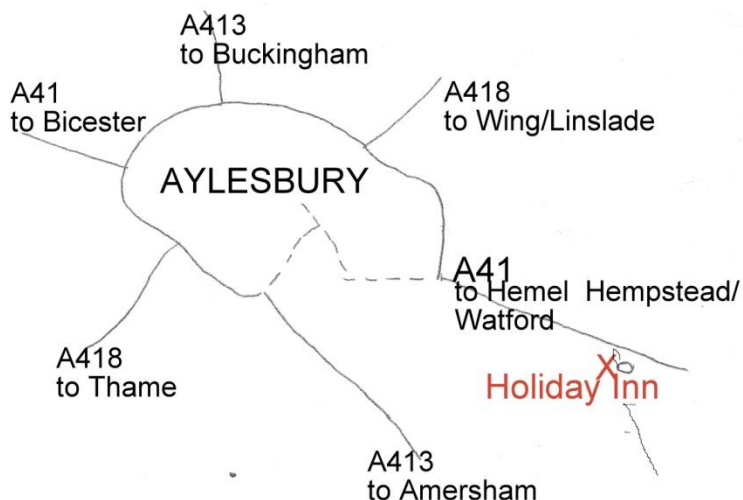 A413
to Buckingham
A41
to Bicester
A418
to Wing/Linslade
AYLESBURY
A41
to Hemel Hempstead/
Watford
X
Holiday Inn
A418
to Thame
A413
to Amersham